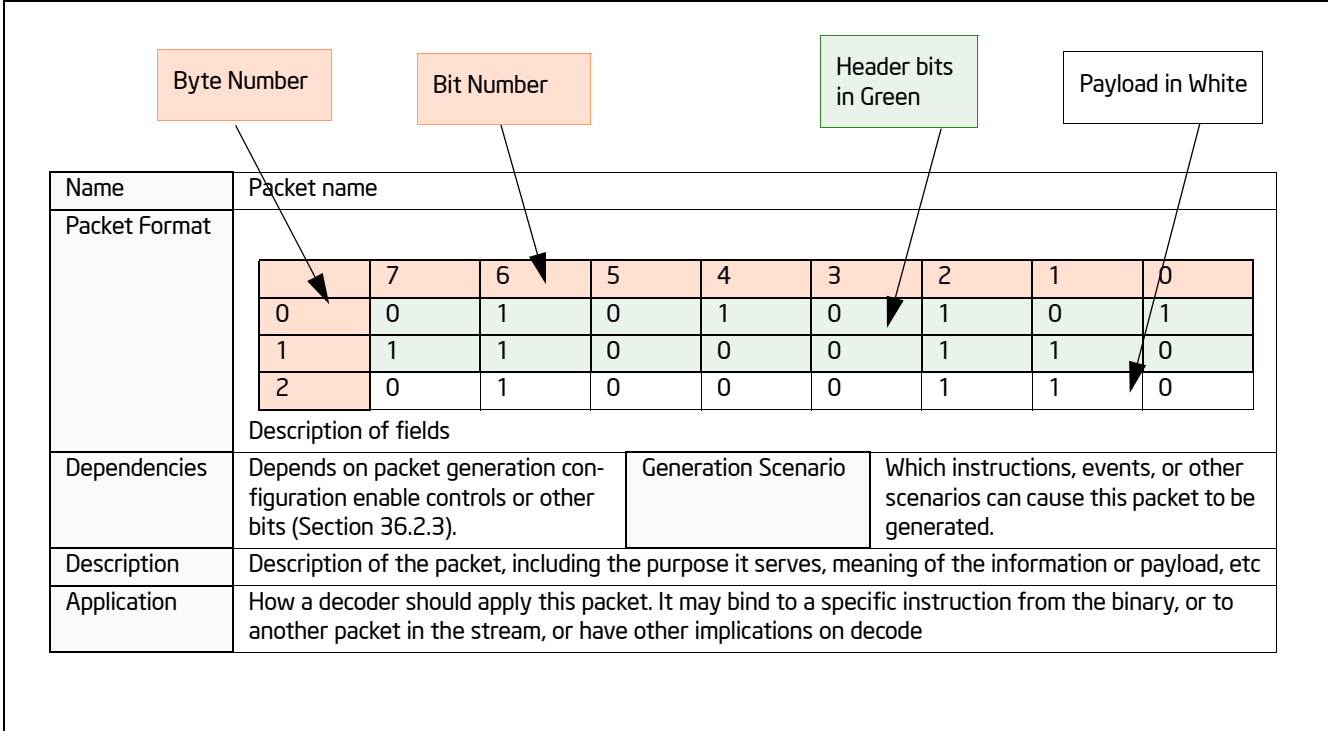 Byte Number
Bit Number
Header bits
in Green
Payload in White
Name Packet name
Packet Format
7 6 5 4 3 2 1 0
0 0 1 0 1 0 1 0 1
1 1 1 0 0 0 1 1 0
2 0 1 0 0 0 1 1 0
Description of fields
Dependencies
Depends on packet generation con-
figuration enable controls or other
bits (Section 36.2.3).
Generation Scenario
Which instructions, events, or other
scenarios can cause this packet to be
generated.
Description Description of the packet, including the purpose it serves, meaning of the information or payload, etc
Application
How a decoder should apply this packet. It may bind to a specific instruction from the binary, or to
another packet in the stream, or have other implications on decode